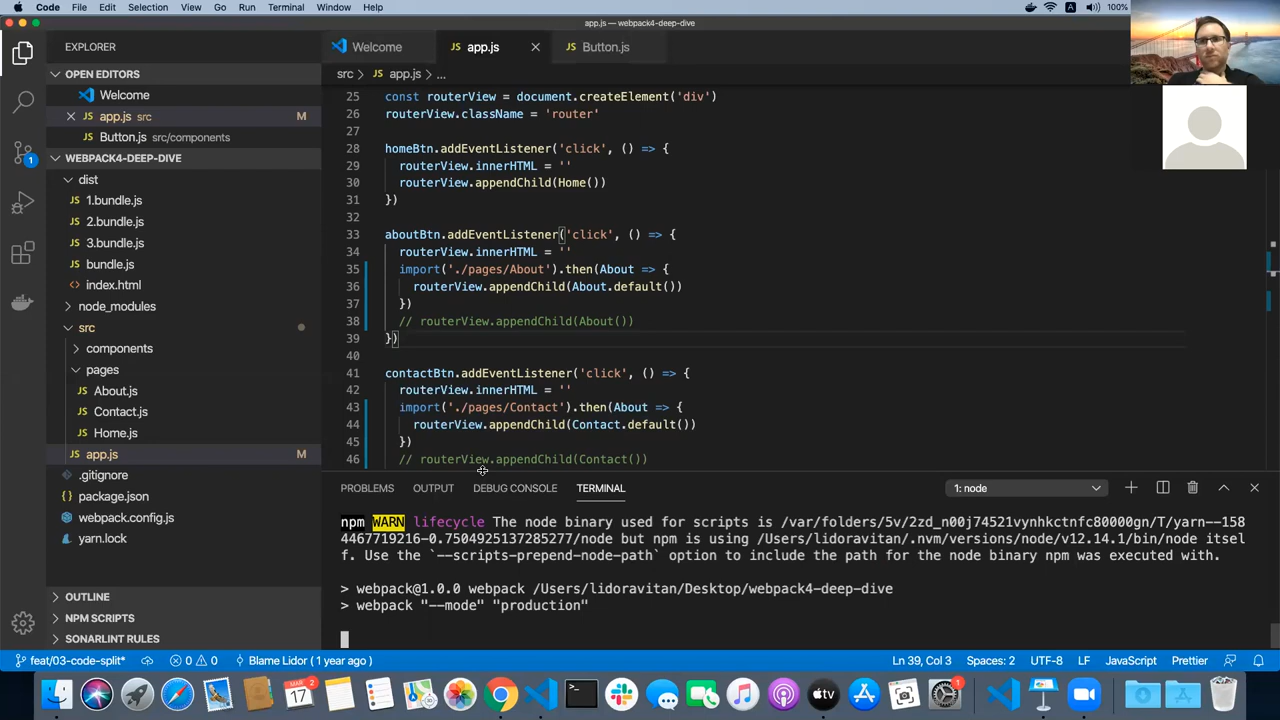 Code File Edit Selection View Go Run Terminal Window Help 100%
app.js — webpack4-deep-dive
EXPLORER
OPEN EDITORS
Welcome
app.js src M
Button.js src/components
WEBPACK4-DEEP-DIVE
dist
1.bundle.js
2.bundle.js
3.bundle.js
bundle.js
index.html
node_modules
src
components
pages
About.js
Contact.js
Home.js
app.js M
.gitignore
package.json
webpack.config.js
yarn.lock
OUTLINE
NPM SCRIPTS
SONARLINT RULES
1
Welcome app.js Button.js
src > app.js > ...
25 const routerView = document.createElement('div')
26 routerView.className = 'router'
27
28 homeBtn.addEventListener('click', () => {
29 routerView.innerHTML = ''
30 routerView.appendChild(Home())
31 })
32
33 aboutBtn.addEventListener('click', () => {
34 routerView.innerHTML = ''
35 import('./pages/About').then(About => {
36 routerView.appendChild(About.default())
37 })
38 // routerView.appendChild(About())
39 })
40
41 contactBtn.addEventListener('click', () => {
42 routerView.innerHTML = ''
43 import('./pages/Contact').then(About => {
44 routerView.appendChild(Contact.default())
45 })
46 // routerView.appendChild(Contact())
PROBLEMS OUTPUT DEBUG CONSOLE TERMINAL 1: node
npm WARN lifecycle The node binary used for scripts is /var/folders/5v/2zd_n00j74521vynhkctnfc80000gn/T/yarn--158
4467719216-0.7504925137285277/node but npm is using /Users/lidoravitan/.nvm/versions/node/v12.14.1/bin/node itsel
f. Use the `--scripts-prepend-node-path` option to include the path for the node binary npm was executed with.
> webpack@1.0.0 webpack /Users/lidoravitan/Desktop/webpack4-deep-dive
> webpack "--mode" "production"
feat/03-code-split* 0 0 Blame Lidor ( 1 year ago ) Ln 39, Col 3 Spaces: 2 UTF-8 LF JavaScript Prettier
17 2 tv 1